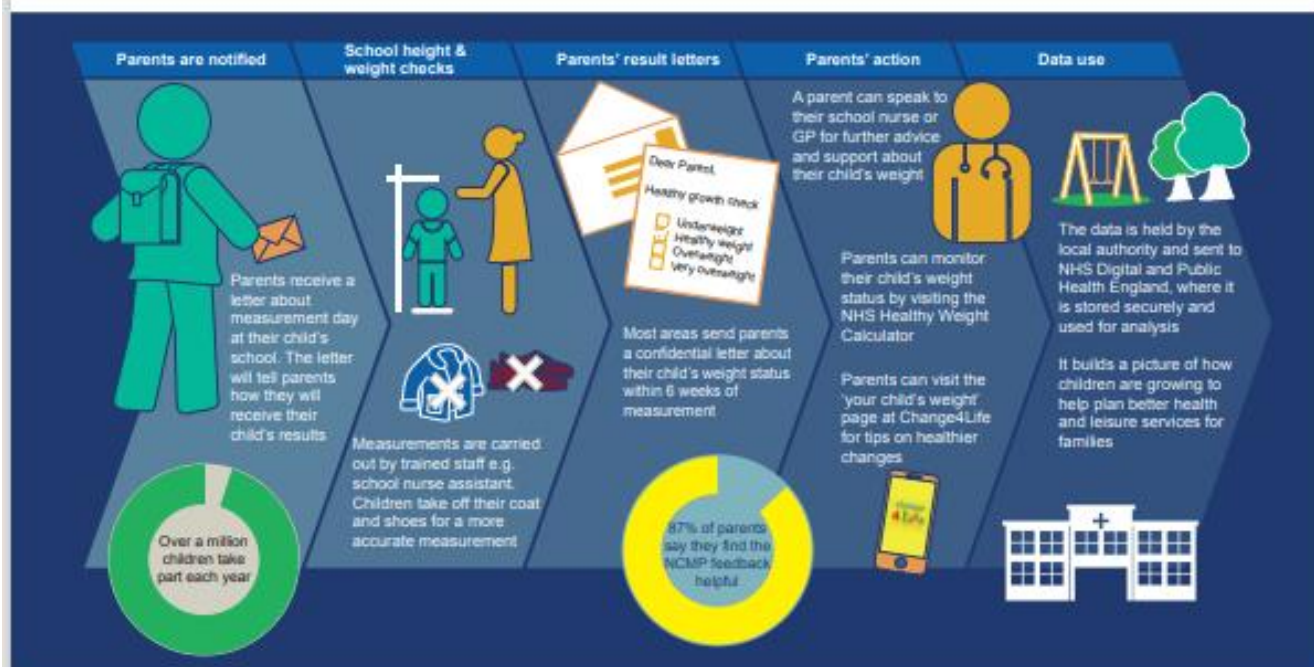 Parents are notified
School height &
weight checks
Parents' result letters
Parents' action
Data use
Parents receive a
letter about
measurement day
at their child's
school. The letter
will tell parents
how they will
receive their
child's results
Over a million
children take
part each year
Measurements are carried
out by trained staff e.g.
school nurse assistant.
Children take off their coat
and shoes for a more
accurate measurement
Dear Parent,
Healthy growth check
Underweight
Healthy weight
Overweight
Very overweight
Most areas send parents
a confidential letter about
their child's weight status
within 6 weeks of
measurement
87% of parents
say they find the
NCMP feedback
helpful
A parent can speak to
their school nurse or
GP for further advice
and support about
their child's weight
Parents can monitor
their child's weight
status by visiting the
NHS Healthy Weight
Calculator
Parents can visit the
'your child's weight'
page at Change4Life
for tips on healthier
changes
change
4Life
The data is held by the
local authority and sent to
NHS Digital and Public
Health England, where it
is stored securely and
used for analysis
It builds a picture of how
children are growing to
help plan better health
and leisure services for
families